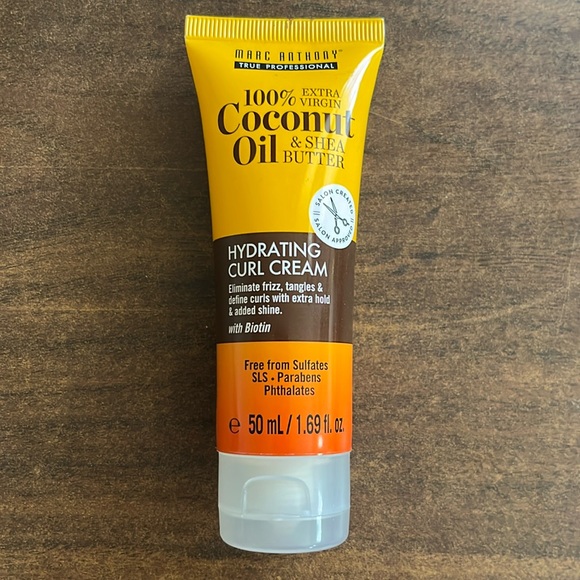 MARC ANTHONY™
TRUE PROFESSIONAL
100% EXTRA VIRGIN
Coconut
Oil & SHEA BUTTER
SALON CREATED
SALON APPROVED
HYDRATING
CURL CREAM
Eliminate frizz, tangles &
define curls with extra hold
& added shine.
with Biotin
Free from Sulfates
SLS • Parabens
Phthalates
℮ 50 mL/1.69 fl. oz.